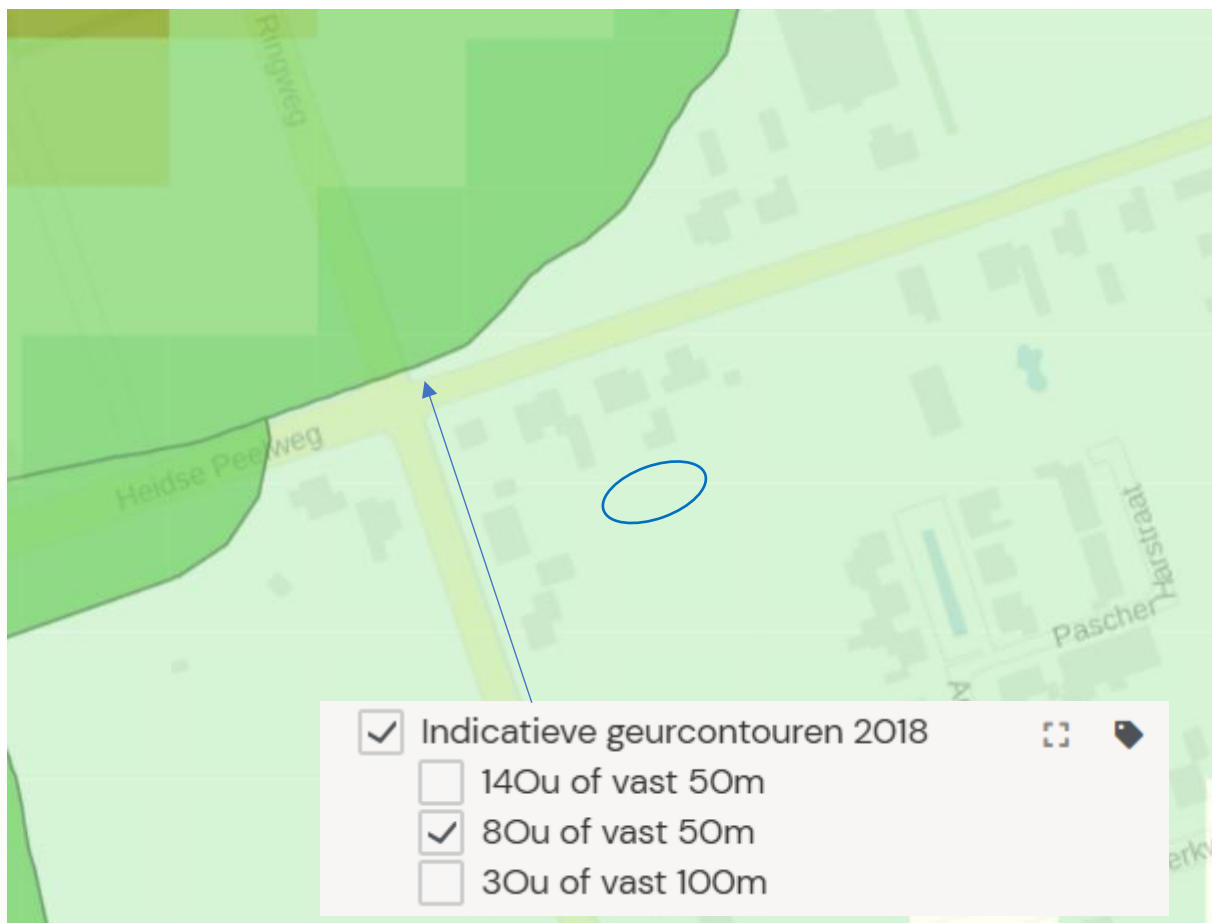 Ringweg
Heidse Peelweg
Harstraat
Pascher
Indicatieve geurcontouren 2018
14Ou of vast 50m
8Ou of vast 50m
3Ou of vast 100m